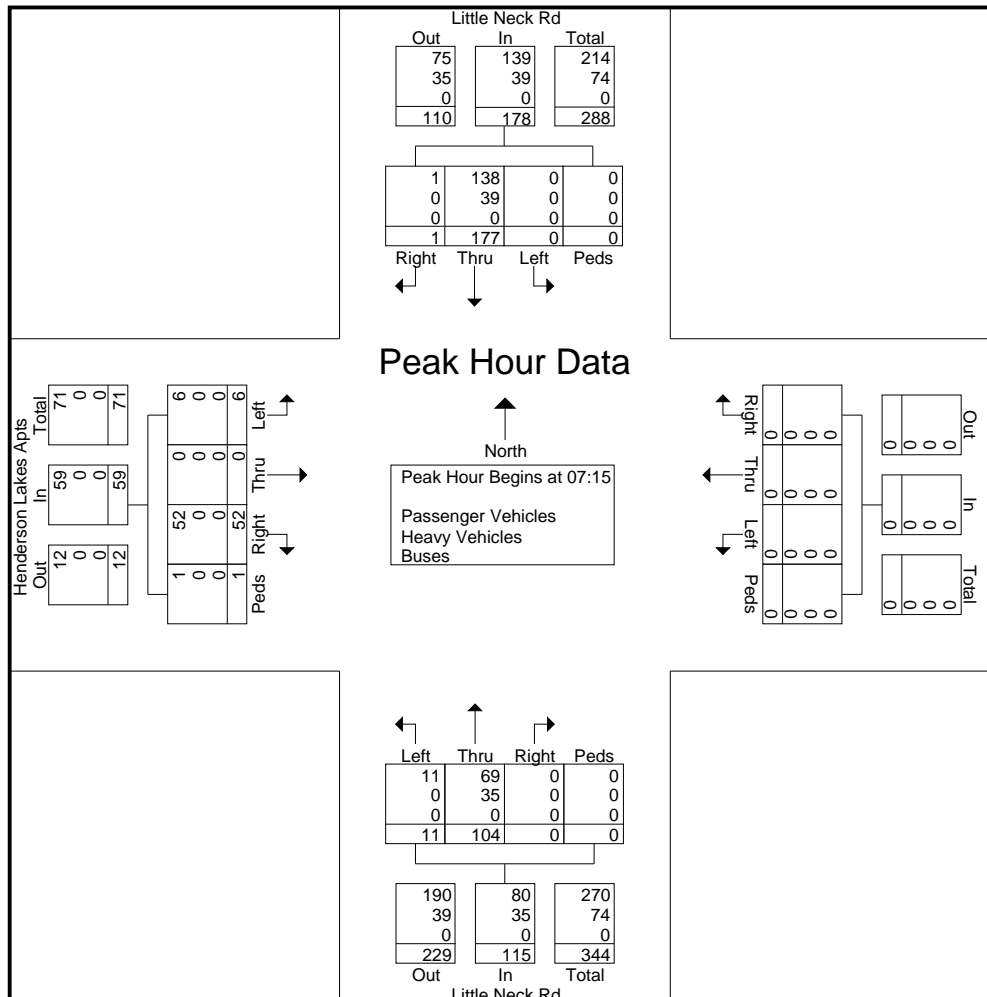 Little Neck Rd
Out In Total
75 139 214
35 39 74
0 0 0
110 178 288
1 138 0 0
0 39 0 0
0 0 0 0
1 177 0 0
Right Thru Left Peds
Peak Hour Data
North
Peak Hour Begins at 07:15
Passenger Vehicles
Heavy Vehicles
Buses
Henderson Lakes Apts
Out In Total
12 59 71
0 0 0
0 0 0
12 59 71
Peds Right Thru Left
1 52 0 6
0 0 0 0
0 0 0 0
1 52 0 6
Right Thru Left Peds
0 0 0 0
0 0 0 0
0 0 0 0
0 0 0 0
Out In Total
0 0 0
0 0 0
0 0 0
0 0 0
Left Thru Right Peds
11 69 0 0
0 35 0 0
0 0 0 0
11 104 0 0
190 80 270
39 35 74
0 0 0
229 115 344
Out In Total
Little Neck Rd